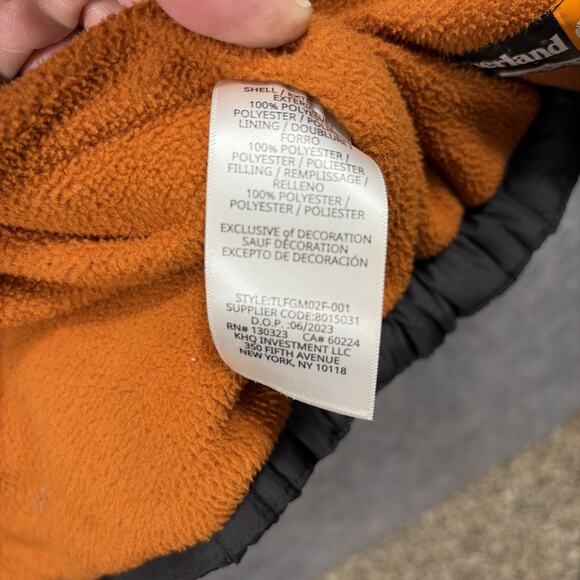 SHELL /
100%
POLYESTER /
LINING / DOUBLURE /
FORRO
100% POLYESTER /
POLYESTER / POLIESTER
FILLING / REMPLISSAGE /
RELLENO
100% POLYESTER /
POLYESTER / POLIESTER
EXCLUSIVE of DECORATION
SAUF DÉCORATION
EXCEPTO DE DECORACIÓN
STYLE:TLFGM02F-001
SUPPLIER CODE:8015031
D.O.P. :06/2023
RN# 130323 CA# 60224
KHQ INVESTMENT LLC
350 FIFTH AVENUE
NEW YORK, NY 10118
erland